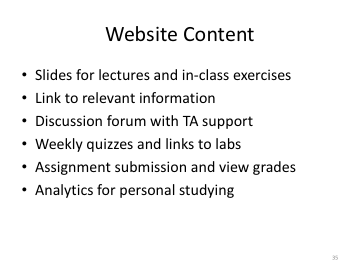 Website Content
• Slides for lectures and in-class exercises
• Link to relevant information
• Discussion forum with TA support
• Weekly quizzes and links to labs
• Assignment submission and view grades
• Analytics for personal studying
35